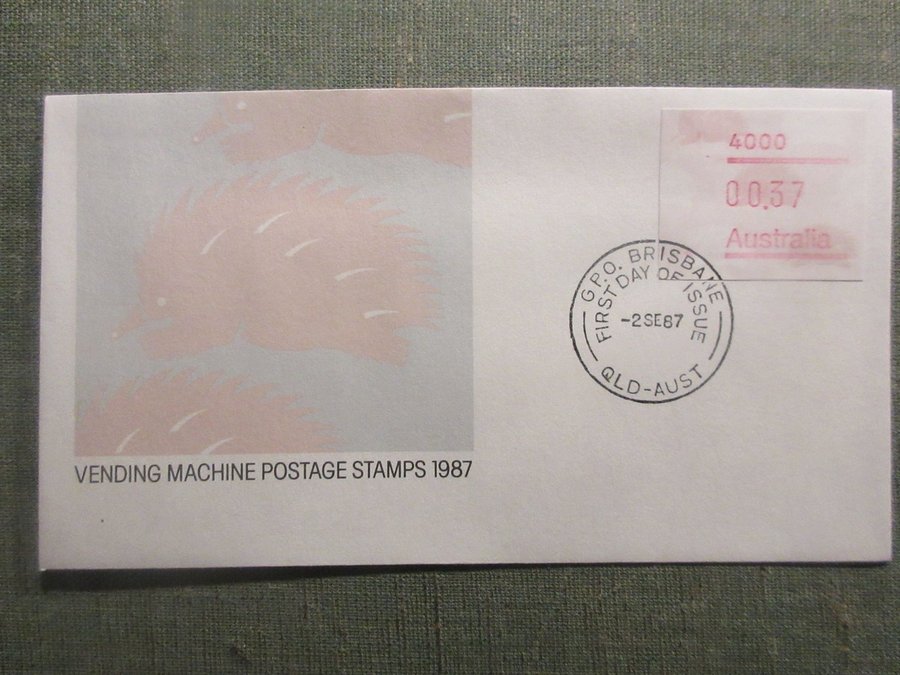 4000
00.37
Australia
G.P.O. BRISBANE
FIRST DAY OF ISSUE
-2SE87
QLD-AUST
VENDING MACHINE POSTAGE STAMPS 1987